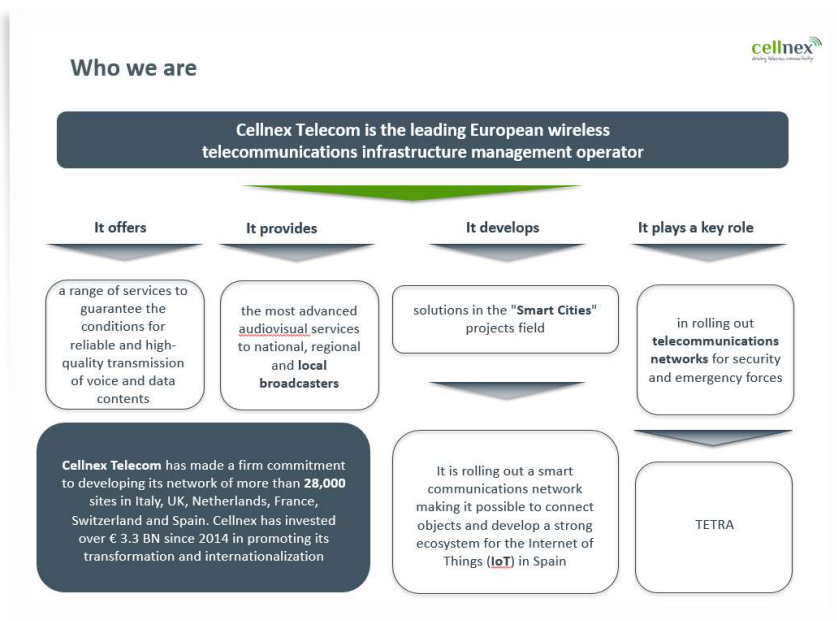 cellnex
driving telecom connectivity
Who we are
Cellnex Telecom is the leading European wireless
telecommunications infrastructure management operator
It offers
It provides
It develops
It plays a key role
a range of services to
guarantee the
conditions for
reliable and high-
quality transmission
of voice and data
contents
the most advanced
audiovisual services
to national, regional
and local
broadcasters
solutions in the "Smart Cities"
projects field
in rolling out
telecommunications
networks for security
and emergency forces
Cellnex Telecom has made a firm commitment
to developing its network of more than 28,000
sites in Italy, UK, Netherlands, France,
Switzerland and Spain. Cellnex has invested
over € 3.3 BN since 2014 in promoting its
transformation and internationalization
It is rolling out a smart
communications network
making it possible to connect
objects and develop a strong
ecosystem for the Internet of
Things (IoT) in Spain
TETRA